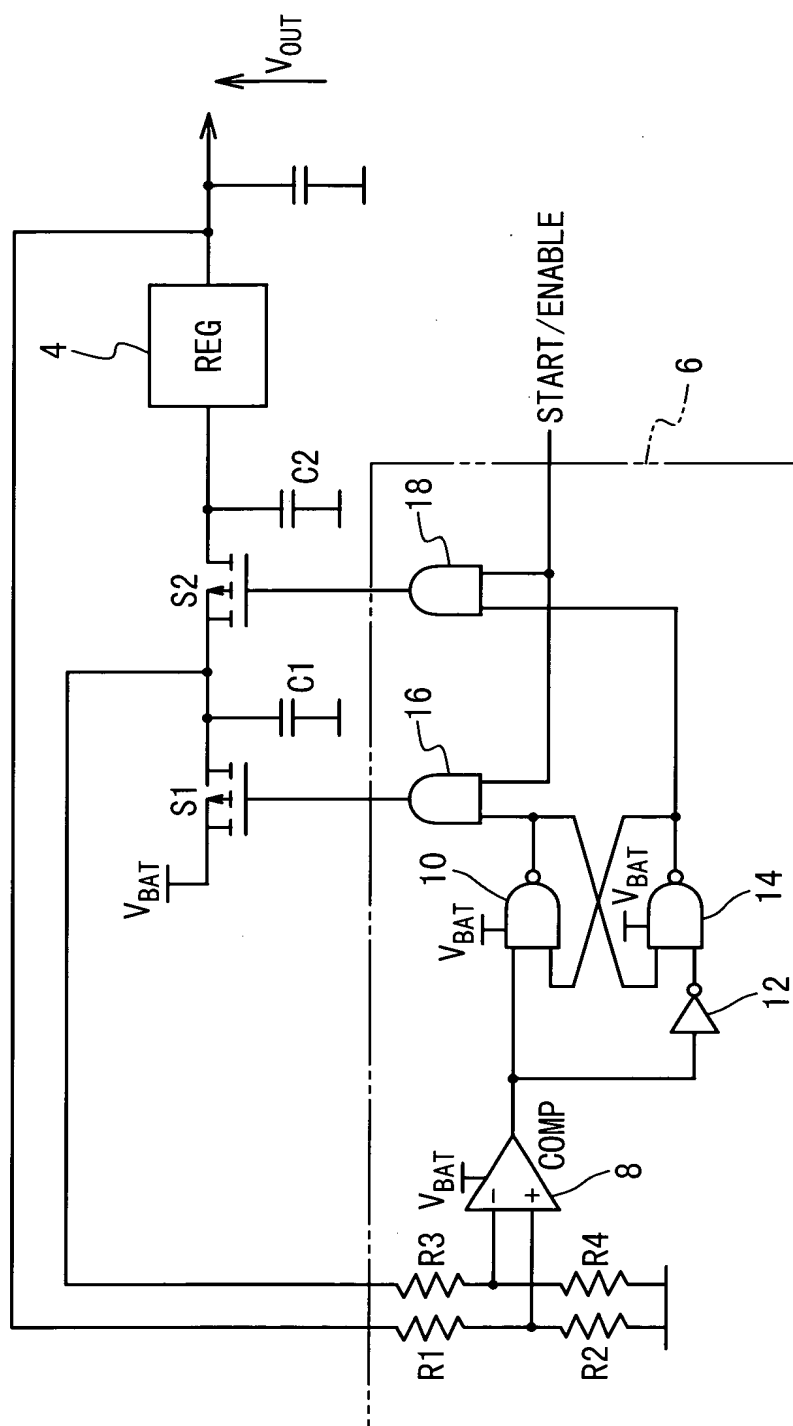 V_OUT
4
REG
START/ENABLE
6
C2
S2
18
C1
S1
16
V_BAT
10
V_BAT
V_BAT
14
12
V_BAT
COMP
-
+
8
R3
R4
R1
R2